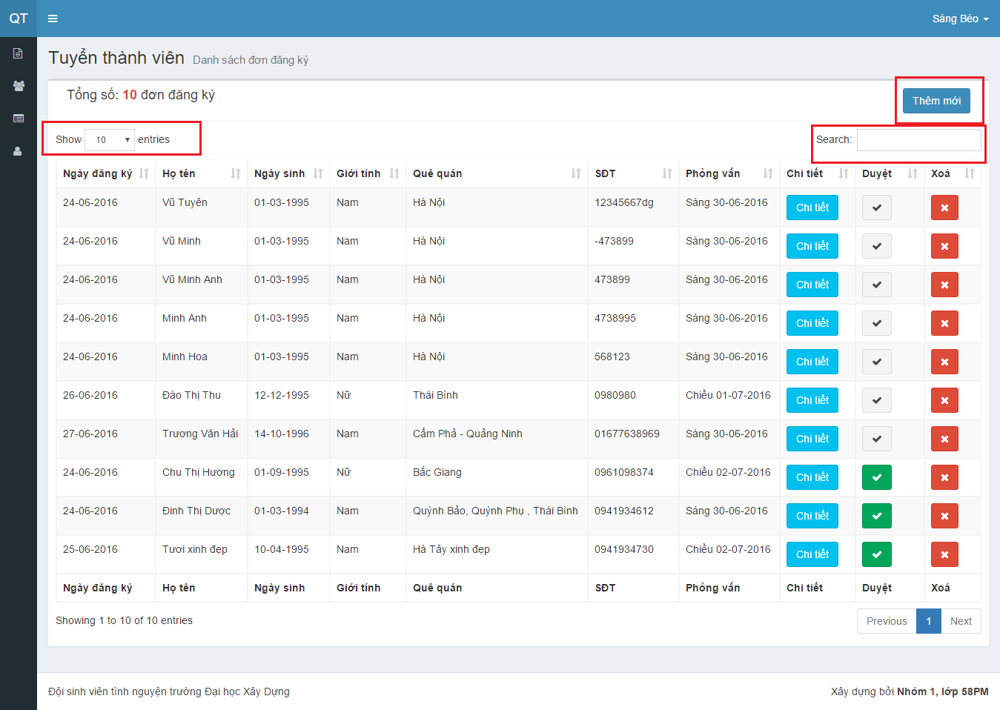 QT
Sáng Béo
Tuyển thành viên Danh sách đơn đăng ký
Tổng số: 10 đơn đăng ký
Thêm mới
Show 10 entries
Search:
Ngày đăng ký Họ tên Ngày sinh Giới tính Quê quán SĐT Phỏng vấn Chi tiết Duyệt Xoá
24-06-2016 Vũ Tuyên 01-03-1995 Nam Hà Nội 12345667dg Sáng 30-06-2016 Chi tiết
24-06-2016 Vũ Minh 01-03-1995 Nam Hà Nội -473899 Sáng 30-06-2016 Chi tiết
24-06-2016 Vũ Minh Anh 01-03-1995 Nam Hà Nội 473899 Sáng 30-06-2016 Chi tiết
24-06-2016 Minh Anh 01-03-1995 Nam Hà Nội 4738995 Sáng 30-06-2016 Chi tiết
24-06-2016 Minh Hoa 01-03-1995 Nam Hà Nội 568123 Sáng 30-06-2016 Chi tiết
26-06-2016 Đào Thị Thu 12-12-1995 Nữ Thái Bình 0980980 Chiều 01-07-2016 Chi tiết
27-06-2016 Trương Văn Hải 14-10-1996 Nam Cẩm Phả - Quảng Ninh 01677638969 Sáng 30-06-2016 Chi tiết
24-06-2016 Chu Thị Hương 01-09-1995 Nữ Bắc Giang 0961098374 Chiều 02-07-2016 Chi tiết
24-06-2016 Đinh Thị Dược 01-03-1994 Nam Quỳnh Bảo, Quỳnh Phụ , Thái Bình 0941934612 Sáng 30-06-2016 Chi tiết
25-06-2016 Tươi xinh đẹp 10-04-1995 Nam Hà Tây xinh đẹp 0941934730 Chiều 02-07-2016 Chi tiết
Ngày đăng ký Họ tên Ngày sinh Giới tính Quê quán SĐT Phỏng vấn Chi tiết Duyệt Xoá
Showing 1 to 10 of 10 entries
Previous 1 Next
Đội sinh viên tình nguyện trường Đại học Xây Dựng
Xây dựng bởi Nhóm 1, lớp 58PM